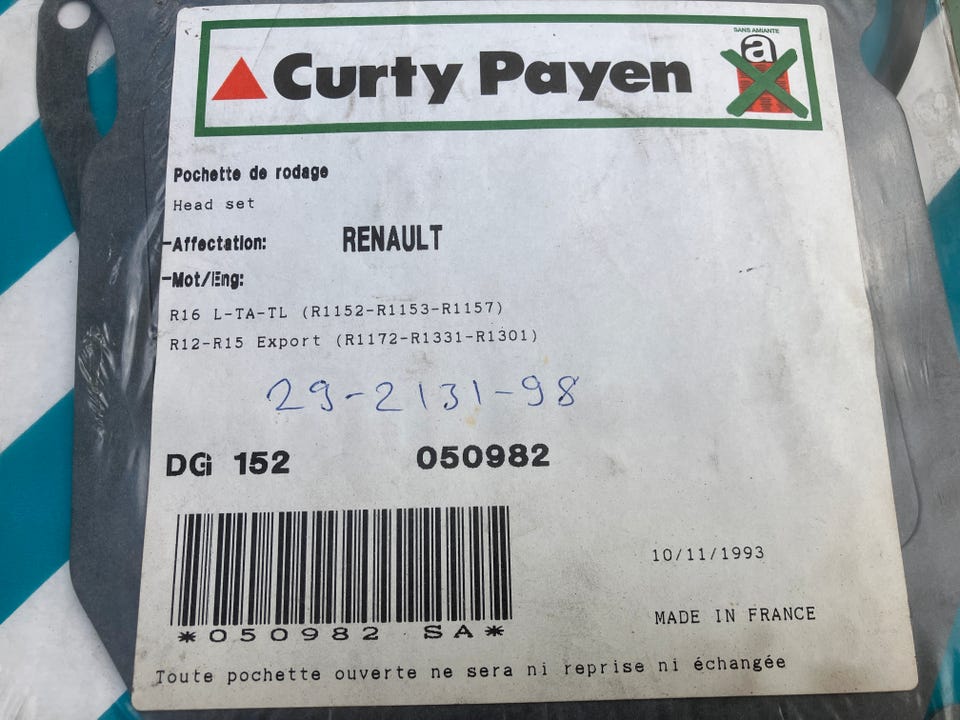 SANS AMIANTE
a
Curty Payen
Pochette de rodage
Head set
-Affectation: RENAULT
-Mot/Eng:
R16 L-TA-TL (R1152-R1153-R1157)
R12-R15 Export (R1172-R1331-R1301)
29-2131-98
DGi 152 050982
*050982 SA*
10/11/1993
MADE IN FRANCE
Toute pochette ouverte ne sera ni reprise ni échangée